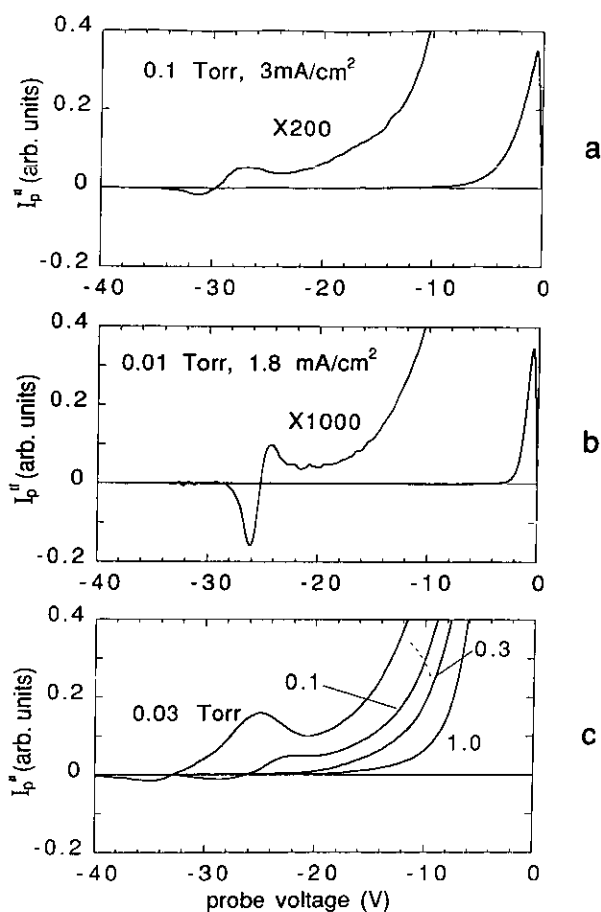 0.4
0.1 Torr, 3mA/cm²
0.2
X200
a
I_p" (arb. units)
0
-0.2
-40 -30 -20 -10 0
0.4
0.01 Torr, 1.8 mA/cm²
0.2
X1000
b
I_p" (arb. units)
0
-0.2
-40 -30 -20 -10 0
0.4
0.1
0.3
0.2
0.03 Torr
1.0
c
I_p" (arb. units)
0
-0.2
-40 -30 -20 -10 0
probe voltage (V)